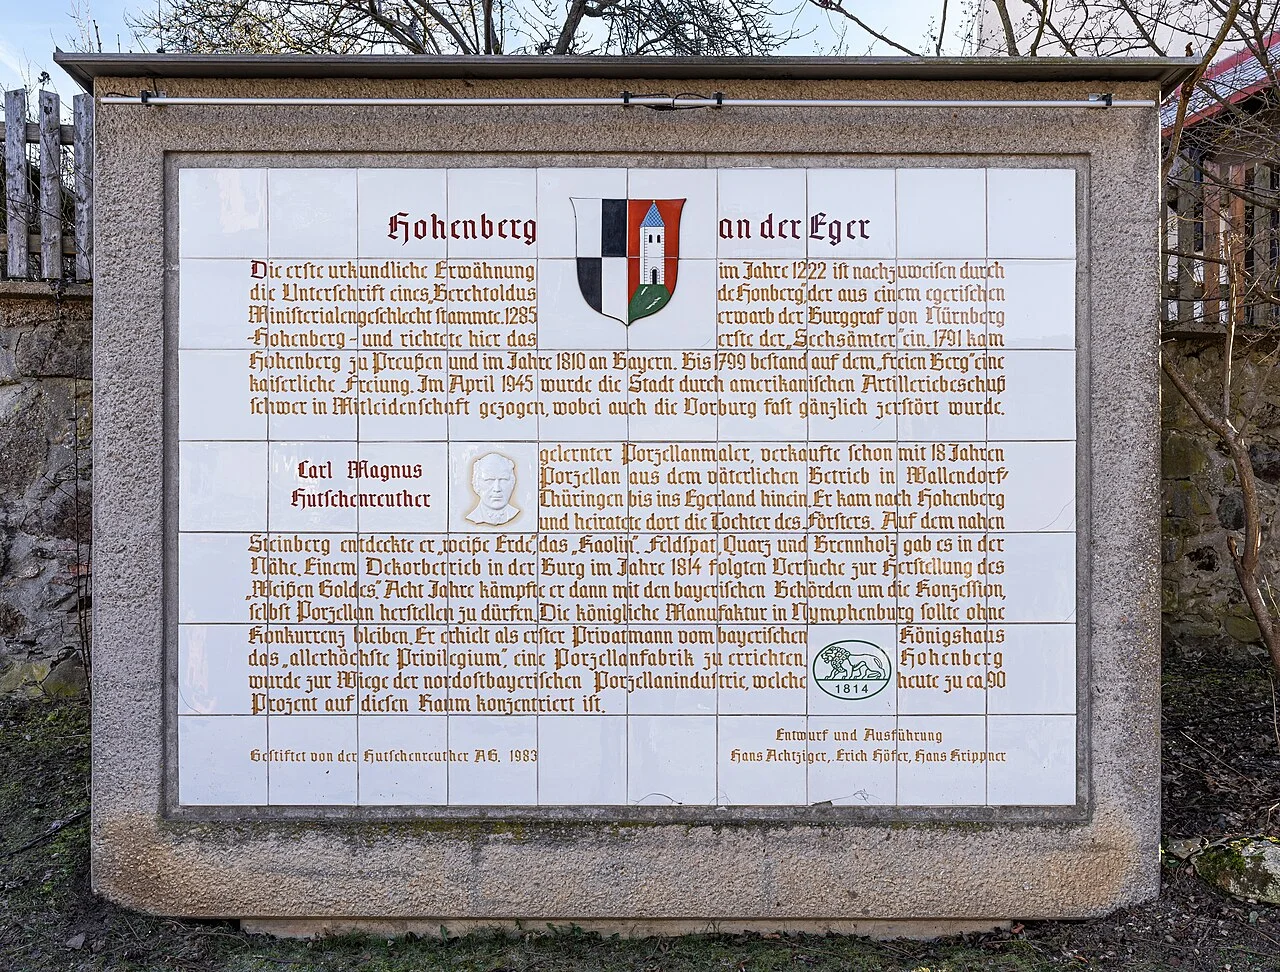 Hohenberg an der Eger
Die erste urkundliche Erwähnung im Jahre 1222 ist nachzuweisen durch
die Unterschrift eines „Berchtoldus de Honberg“, der aus einem egerischen
Ministerialengeschlecht stammte. 1285 erwarb der Burggraf von Nürnberg
-Hohenberg- und richtete hier das erste der „Sechsämter“ ein. 1791 kam
Hohenberg zu Preußen und im Jahre 1810 an Bayern. Bis 1799 bestand auf dem „Freien Berg“ eine
kaiserliche Freiung. Im April 1945 wurde die Stadt durch amerikanischen Artilleriebeschuß
schwer in Mitleidenschaft gezogen, wobei auch die Vorburg fast gänzlich zerstört wurde.
Carl Magnus
Hutschenreuther
gelernter Porzellanmaler, verkaufte schon mit 18 Jahren
Porzellan aus dem väterlichen Betrieb in Wallendorf/
Thüringen bis ins Egerland hinein. Er kam nach Hohenberg
und heiratete dort die Tochter des Försters. Auf dem nahen
Steinberg entdeckte er „weiße Erde“, das „Kaolin“. Feldspat, Quarz und Brennholz gab es in der
Nähe. Einem Dekorbetrieb in der Burg im Jahre 1814 folgten Versuche zur Herstellung des
„Weißen Goldes“. Acht Jahre kämpfte er dann mit den bayerischen Behörden um die Konzession,
selbst Porzellan herstellen zu dürfen. Die königliche Manufaktur in Nymphenburg sollte ohne
Konkurrenz bleiben. Er erhielt als erster Privatmann vom bayerischen Königshaus
das „allerhöchste Privilegium“, eine Porzellanfabrik zu errichten. Hohenberg
wurde zur Wiege der nordostbayerischen Porzellanindustrie, welche heute zu ca. 90
Prozent auf diesen Raum konzentriert ist.
1814
Gestiftet von der Hutschenreuther AG. 1983
Entwurf und Ausführung
Hans Achtziger, Erich Höfer, Hans Krippner